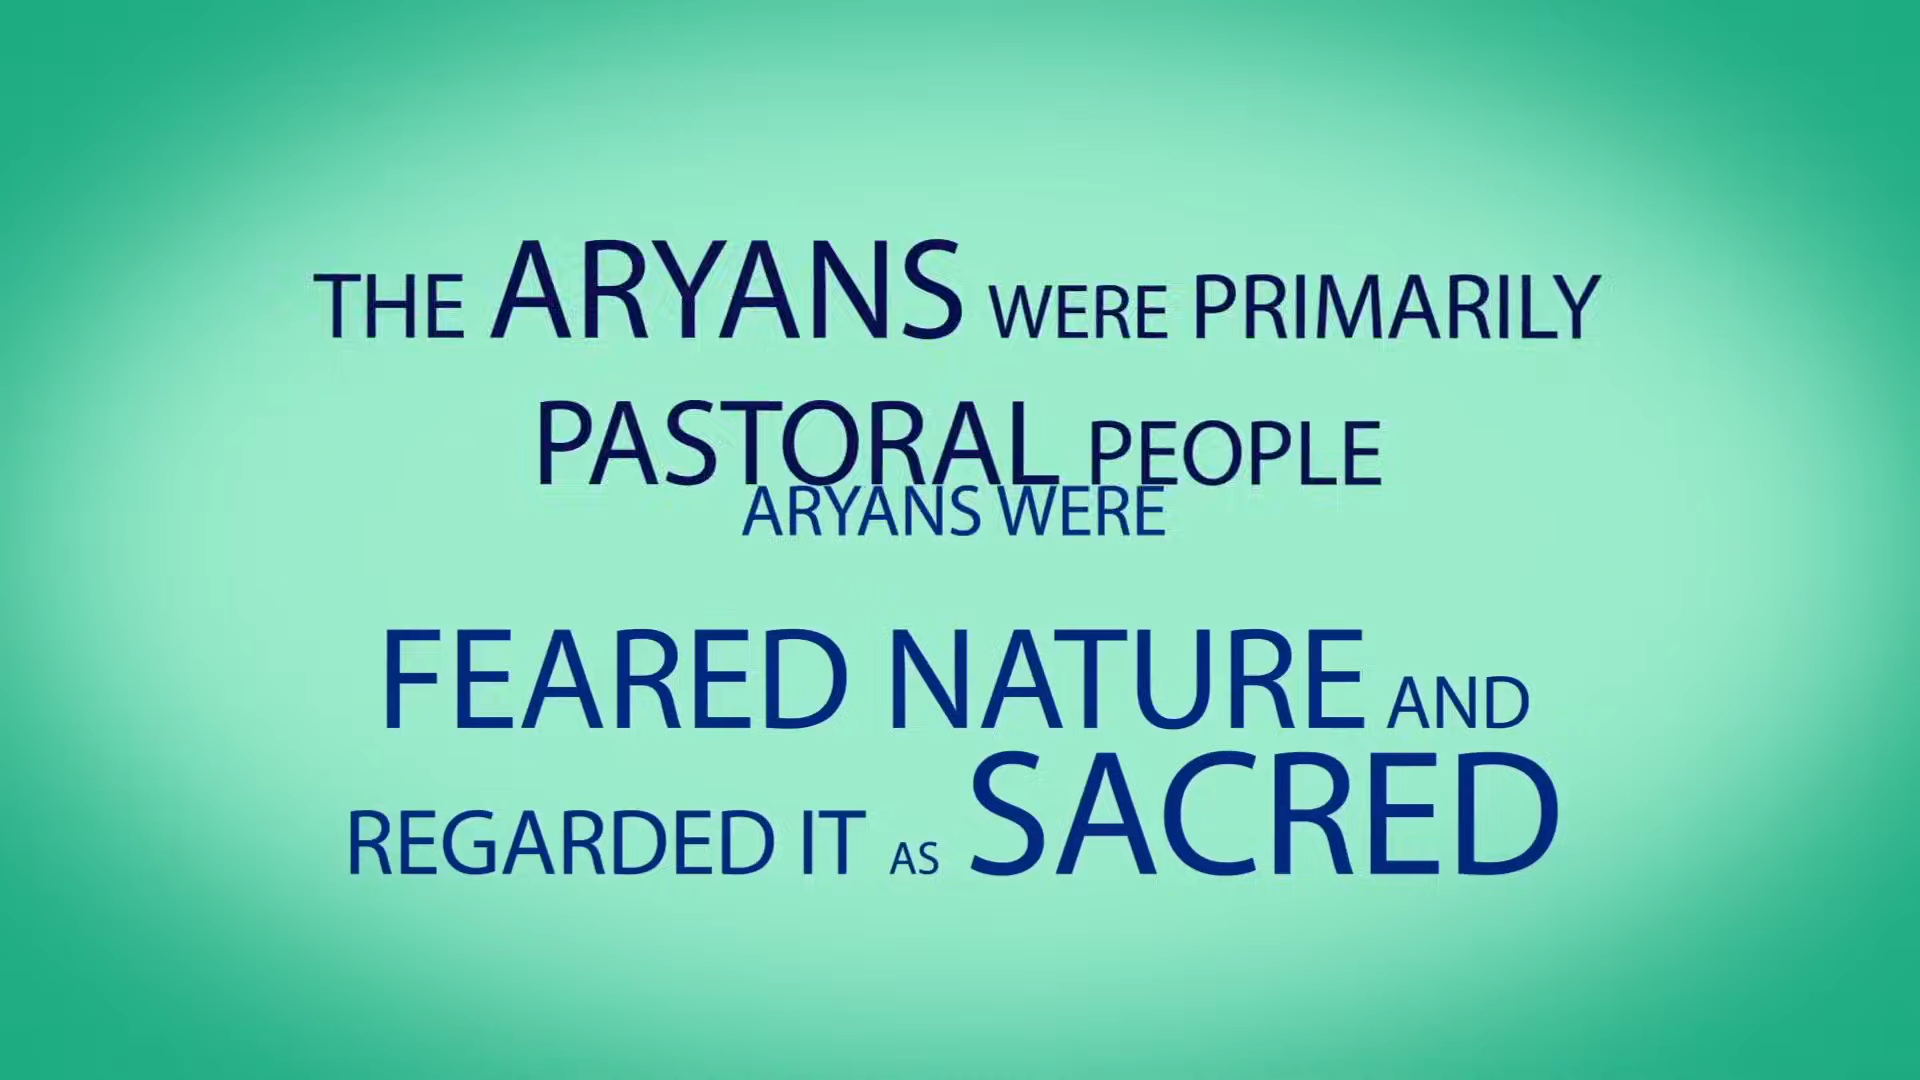 THE ARYANS WERE PRIMARILY
PASTORAL PEOPLE
ARYANS WERE
FEARED NATURE AND
REGARDED IT AS SACRED